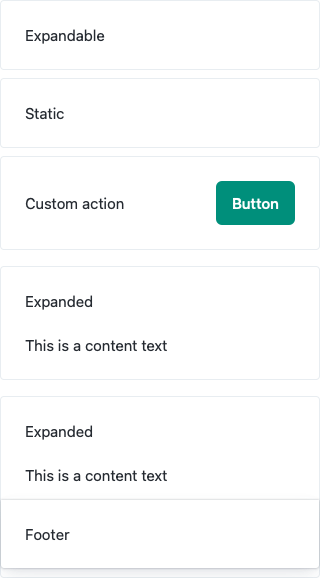 Expandable
Static
Custom action Button
Expanded
This is a content text
Expanded
This is a content text
Footer